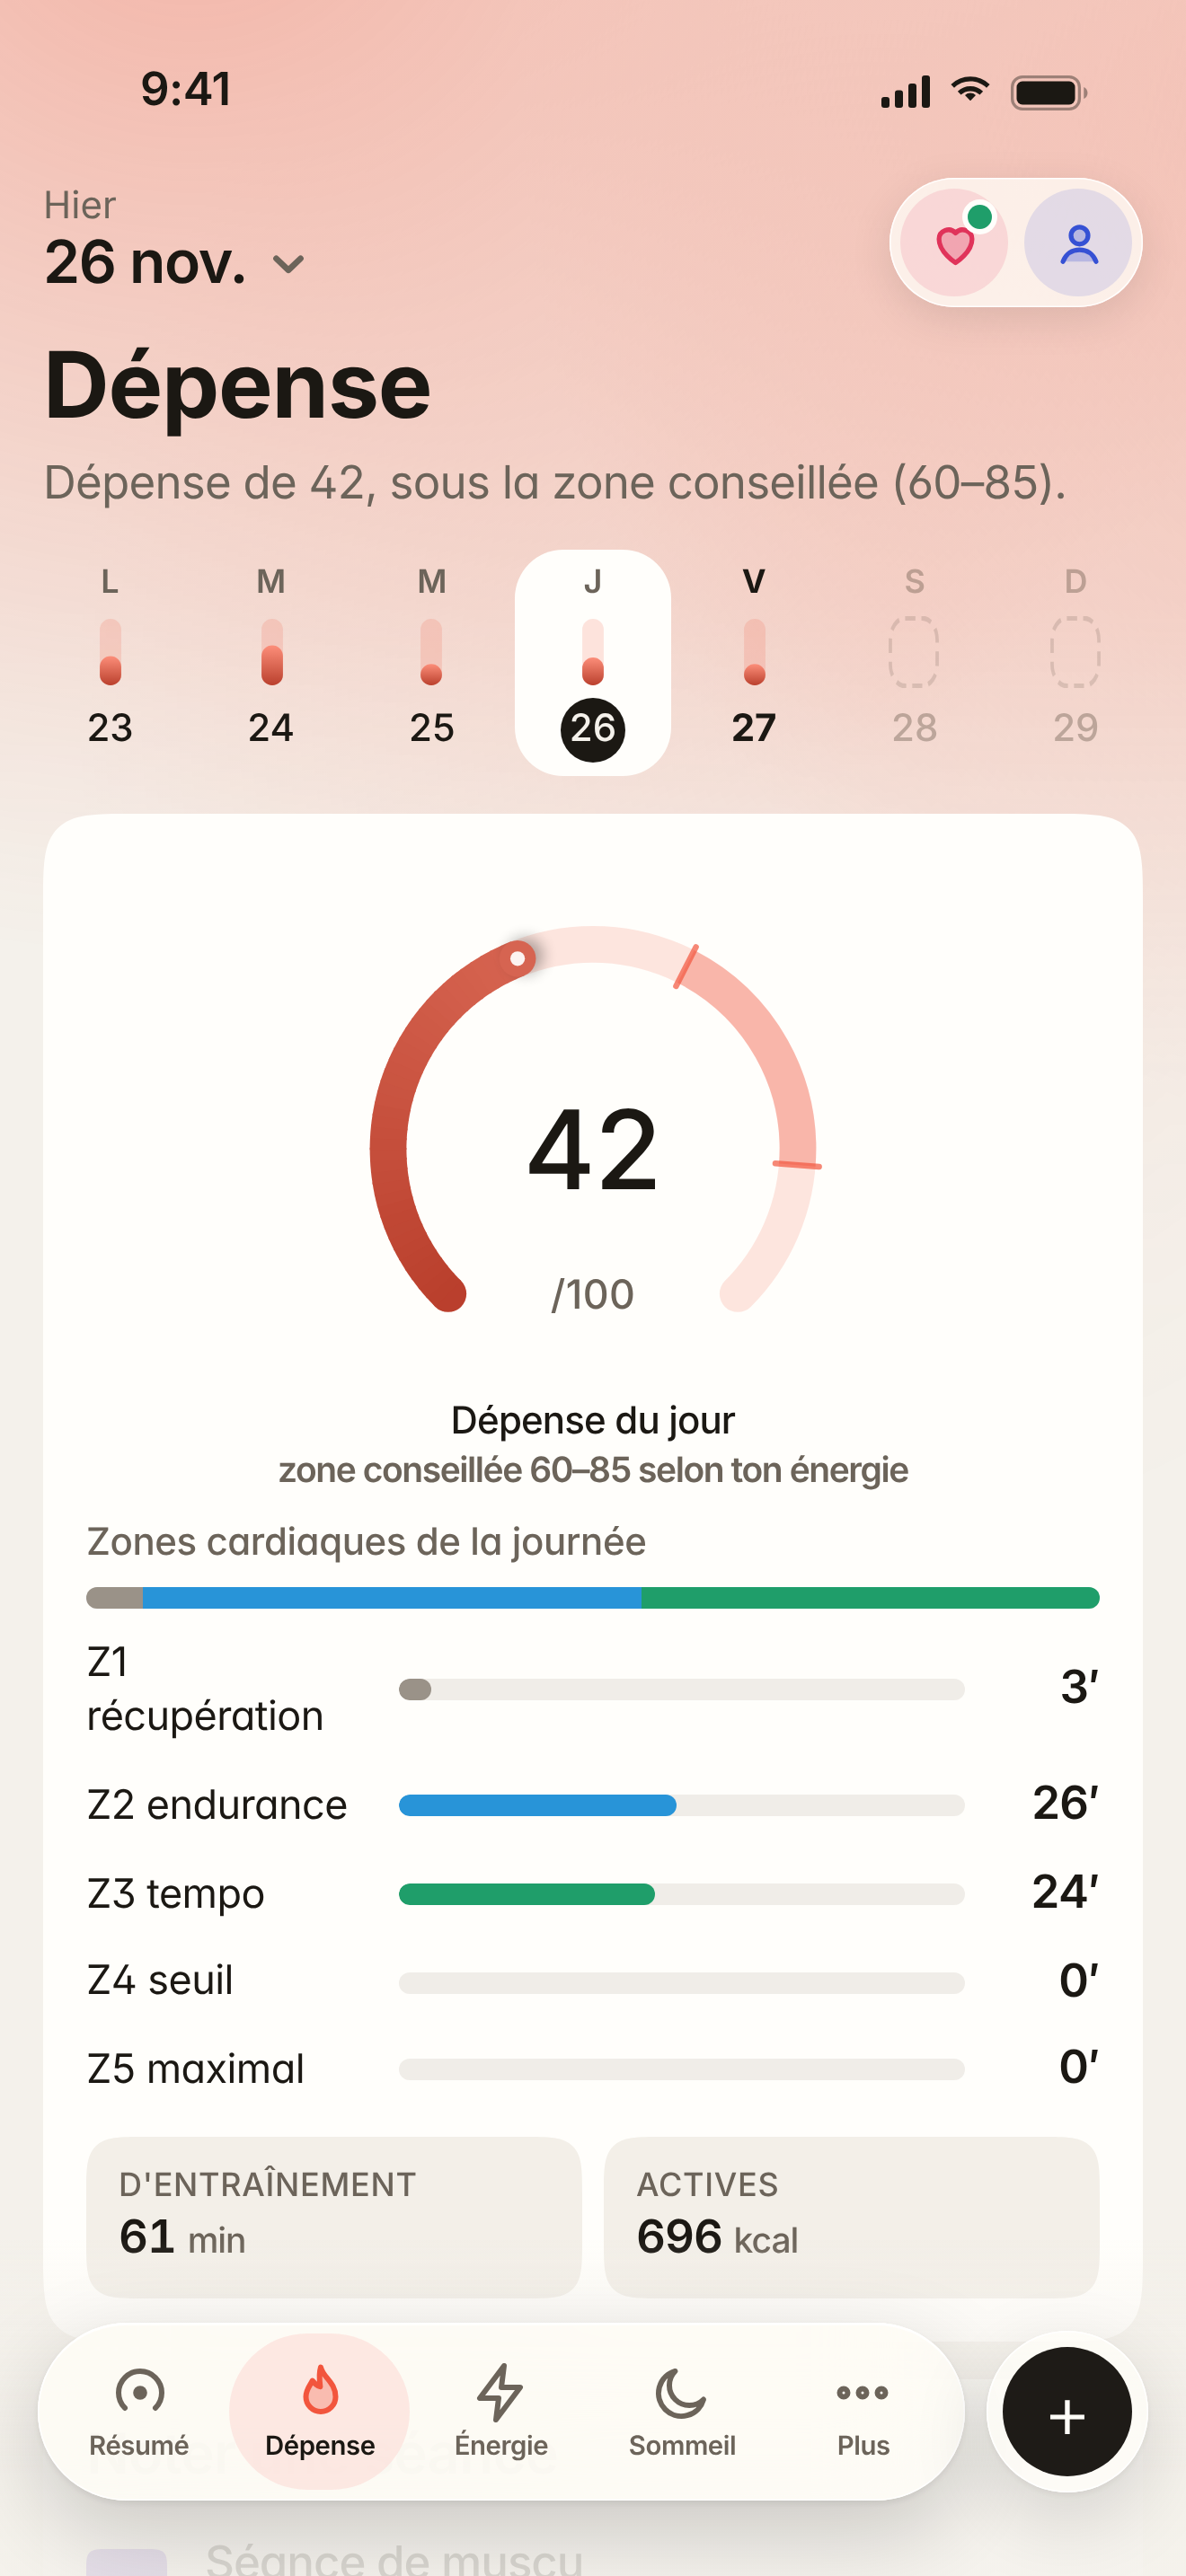 9:41
Hier
26 nov.
Dépense
Dépense de 42, sous la zone conseillée (60–85).
L M M J V S D
23 24 25 26 27 28 29
42
/100
Dépense du jour
zone conseillée 60–85 selon ton énergie
Zones cardiaques de la journée
Z1 récupération 3′
Z2 endurance 26′
Z3 tempo 24′
Z4 seuil 0′
Z5 maximal 0′
D'ENTRAÎNEMENT ACTIVES
61 min 696 kcal
Résumé Dépense Énergie Sommeil Plus
Séance de muscu